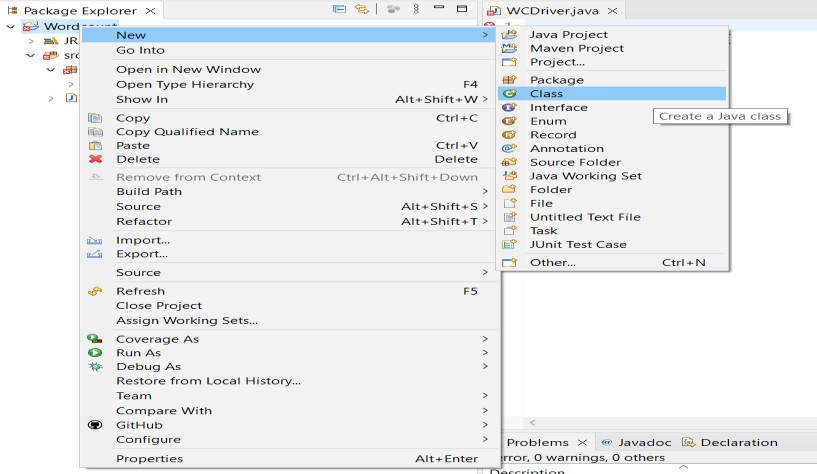 Package Explorer
WCDriver.java
Wordcount
1
New
Go Into
Open in New Window
Open Type Hierarchy F4
Show In Alt+Shift+W >
Copy Ctrl+C
Copy Qualified Name
Paste Ctrl+V
Delete Delete
Remove from Context Ctrl+Alt+Shift+Down
Build Path
Source Alt+Shift+S >
Refactor Alt+Shift+T >
Import...
Export...
Source
Refresh F5
Close Project
Assign Working Sets...
Coverage As
Run As
Debug As
Restore from Local History...
Team
Compare With
GitHub
Configure
Properties Alt+Enter
Java Project
Maven Project
Project...
Package
Class
Interface
Enum
Record
Annotation
Source Folder
Java Working Set
Folder
File
Untitled Text File
Task
JUnit Test Case
Other... Ctrl+N
Create a Java class
Problems
Javadoc
Declaration
error, 0 warnings, 0 others
Description